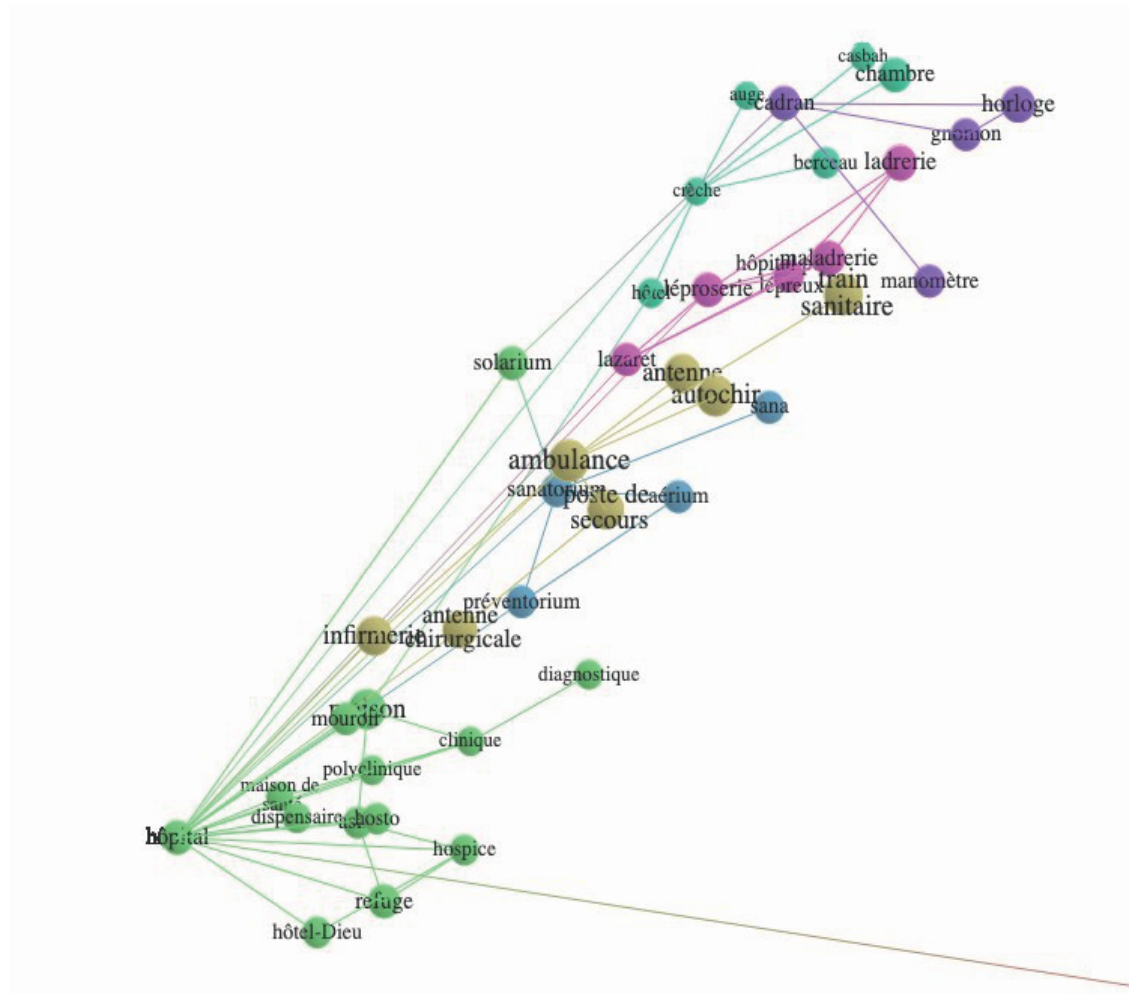 casbah
chambre
auge
cadran
horloge
gnomon
berceau
ladrerie
crèche
maladrerie
lépreux
manomètre
hôtel
léproserie
train
sanitaire
solarium
lazaret
antenne
autochir
sana
ambulance
sanatorium
poste de
secours
aérium
préventorium
antenne
chirurgicale
infirmerie
diagnostique
mouroir
clinique
polyclinique
maison de
santé
dispensaire
hosto
hôpital
hospice
refuge
hôtel-Dieu